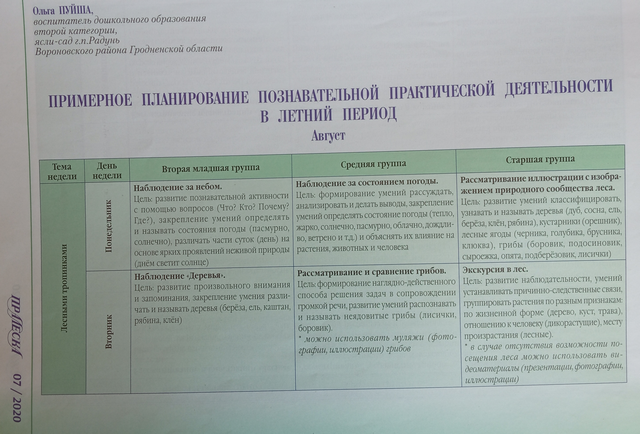 Ольга ПУЙША,
воспитатель дошкольного образования
второй категории,
ясли-сад г.п.Радунь
Вороновского района Гродненской области
ПРИМЕРНОЕ ПЛАНИРОВАНИЕ ПОЗНАВАТЕЛЬНОЙ ПРАКТИЧЕСКОЙ ДЕЯТЕЛЬНОСТИ
В ЛЕТНИЙ ПЕРИОД
Август
Тема
недели
День
недели
Вторая младшая группа
Средняя группа
Старшая группа
Лесными тропинками
Понедельник
Наблюдение за небом.
Цель: развитие познавательной активности
с помощью вопросов (Что? Кто? Почему?
Где?), закрепление умений определять
и называть состояния погоды (пасмурно,
солнечно), различать части суток (день) на
основе ярких проявлений неживой природы
(днём светит солнце)
Наблюдение за состоянием погоды.
Цель: формирование умений рассуждать,
анализировать и делать выводы, закрепление
умений определять состояние погоды (тепло,
жарко, солнечно, пасмурно, облачно, дождли-
во, ветрено и т.д.) и объяснять их влияние на
растения, животных и человека
Рассматривание иллюстрации с изобра-
жением природного сообщества леса.
Цель: развитие умений классифицировать,
узнавать и называть деревья (дуб, сосна, ель,
берёза, клён, рябина), кустарники (орешник),
лесные ягоды (черника, голубика, брусника,
клюква), грибы (боровик, подосиновик,
сыроежка, опята, подберёзовик, лисички)
Вторник
Наблюдение «Деревья».
Цель: развитие произвольного внимания
и запоминания, закрепление умения разли-
чать и называть деревья (берёза, ель, каштан,
рябина, клён)
Рассматривание и сравнение грибов.
Цель: формирование наглядно-действенного
способа решения задач в сопровождении
громкой речи, развитие умений распознавать
и называть неядовитые грибы (лисички,
боровик).
* можно использовать муляжи (фото-
графии, иллюстрации) грибов
Экскурсия в лес.
Цель: развитие наблюдательности, умений
устанавливать причинно-следственные связи,
группировать растения по разным признакам:
по жизненной форме (дерево, куст, трава),
отношению к человеку (дикорастущие), месту
произрастания (лесные).
* в случае отсутствия возможности по-
сещения леса можно использовать ви-
деоматериалы (презентации, фотографии,
иллюстрации)
ПРАЛЕСКА 07 / 2020